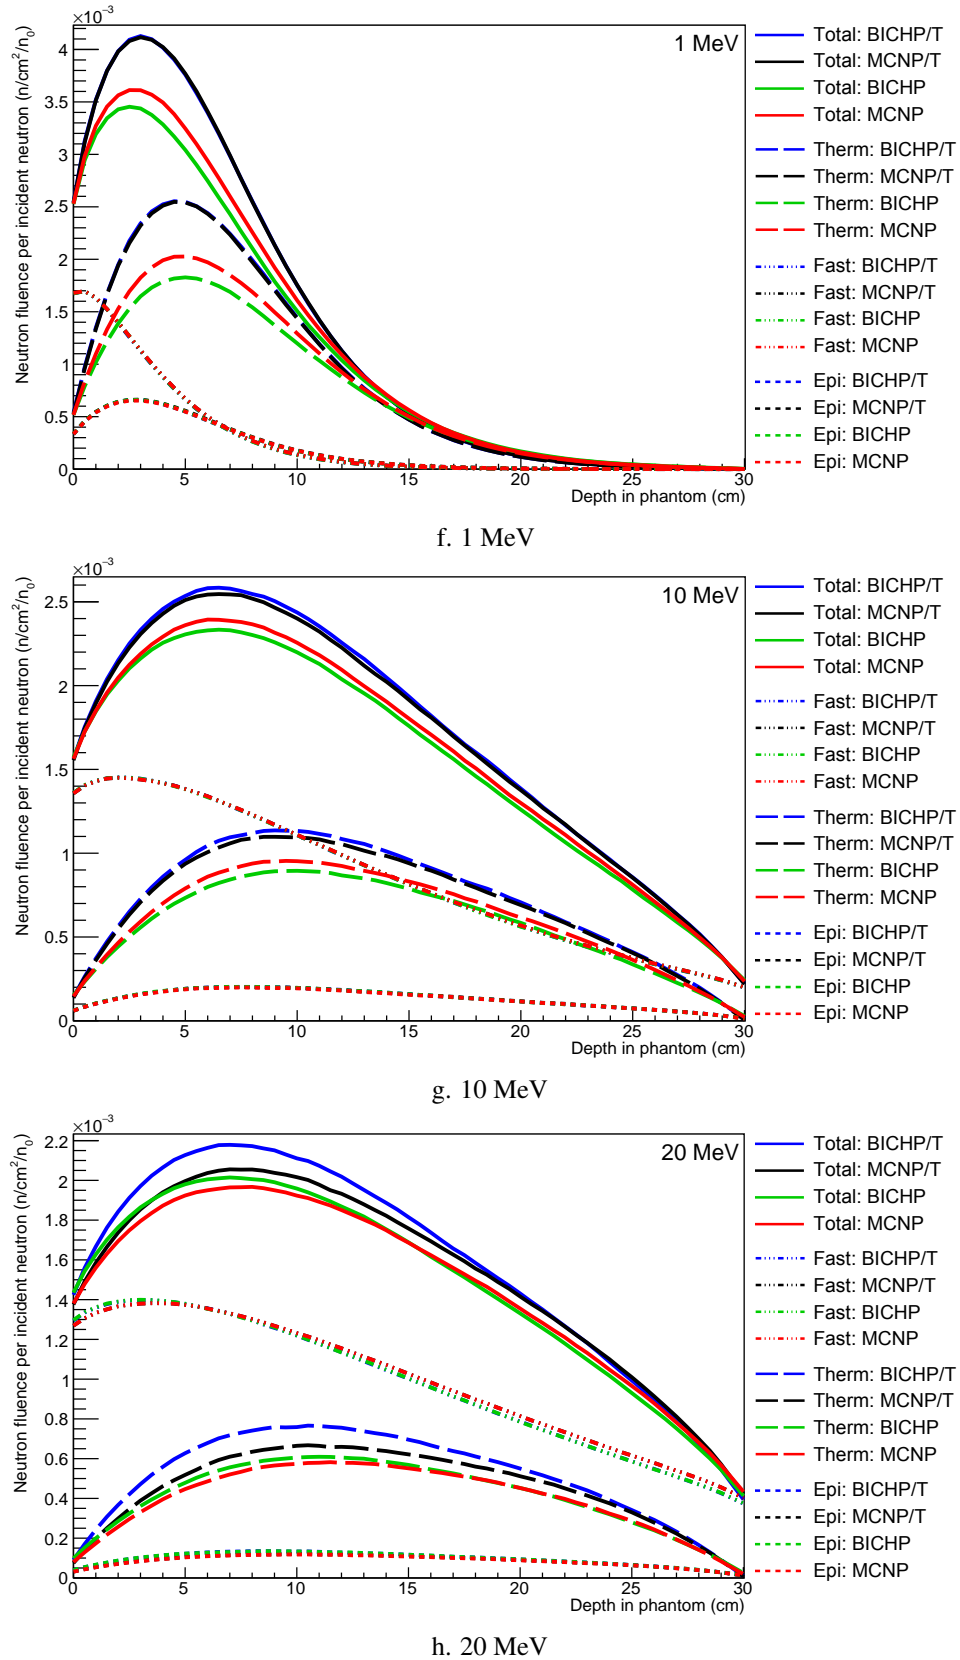 ×10⁻³
1 MeV
Neutron fluence per incident neutron (n/cm²/n₀)
4
3.5
3
2.5
2
1.5
1
0.5
0
0 5 10 15 20 25 30
Depth in phantom (cm)
Total: BICHP/T
Total: MCNP/T
Total: BICHP
Total: MCNP
Therm: BICHP/T
Therm: MCNP/T
Therm: BICHP
Therm: MCNP
Fast: BICHP/T
Fast: MCNP/T
Fast: BICHP
Fast: MCNP
Epi: BICHP/T
Epi: MCNP/T
Epi: BICHP
Epi: MCNP
f. 1 MeV
×10⁻³
10 MeV
Neutron fluence per incident neutron (n/cm²/n₀)
2.5
2
1.5
1
0.5
0
0 5 10 15 20 25 30
Depth in phantom (cm)
Total: BICHP/T
Total: MCNP/T
Total: BICHP
Total: MCNP
Fast: BICHP/T
Fast: MCNP/T
Fast: BICHP
Fast: MCNP
Therm: BICHP/T
Therm: MCNP/T
Therm: BICHP
Therm: MCNP
Epi: BICHP/T
Epi: MCNP/T
Epi: BICHP
Epi: MCNP
g. 10 MeV
×10⁻³
20 MeV
Neutron fluence per incident neutron (n/cm²/n₀)
2.2
2
1.8
1.6
1.4
1.2
1
0.8
0.6
0.4
0.2
0
0 5 10 15 20 25 30
Depth in phantom (cm)
Total: BICHP/T
Total: MCNP/T
Total: BICHP
Total: MCNP
Fast: BICHP/T
Fast: MCNP/T
Fast: BICHP
Fast: MCNP
Therm: BICHP/T
Therm: MCNP/T
Therm: BICHP
Therm: MCNP
Epi: BICHP/T
Epi: MCNP/T
Epi: BICHP
Epi: MCNP
h. 20 MeV